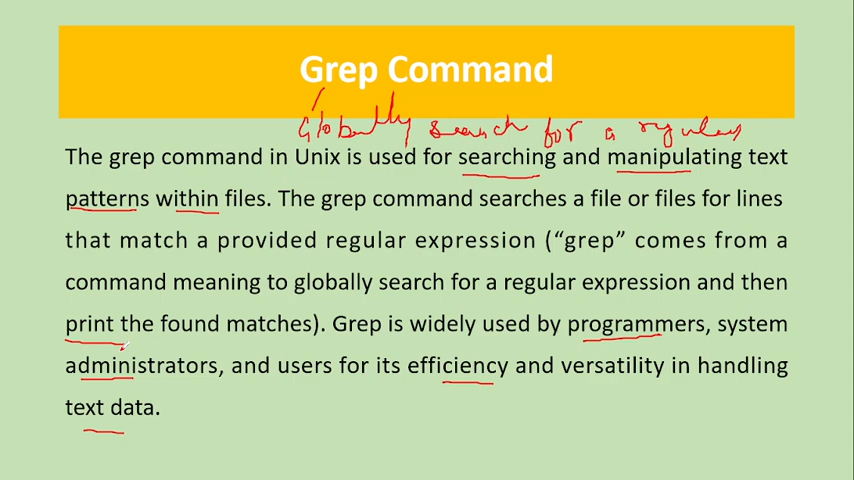 Grep Command
Globally search for a regular
The grep command in Unix is used for searching and manipulating text
patterns within files. The grep command searches a file or files for lines
that match a provided regular expression (“grep” comes from a
command meaning to globally search for a regular expression and then
print the found matches). Grep is widely used by programmers, system
administrators, and users for its efficiency and versatility in handling
text data.